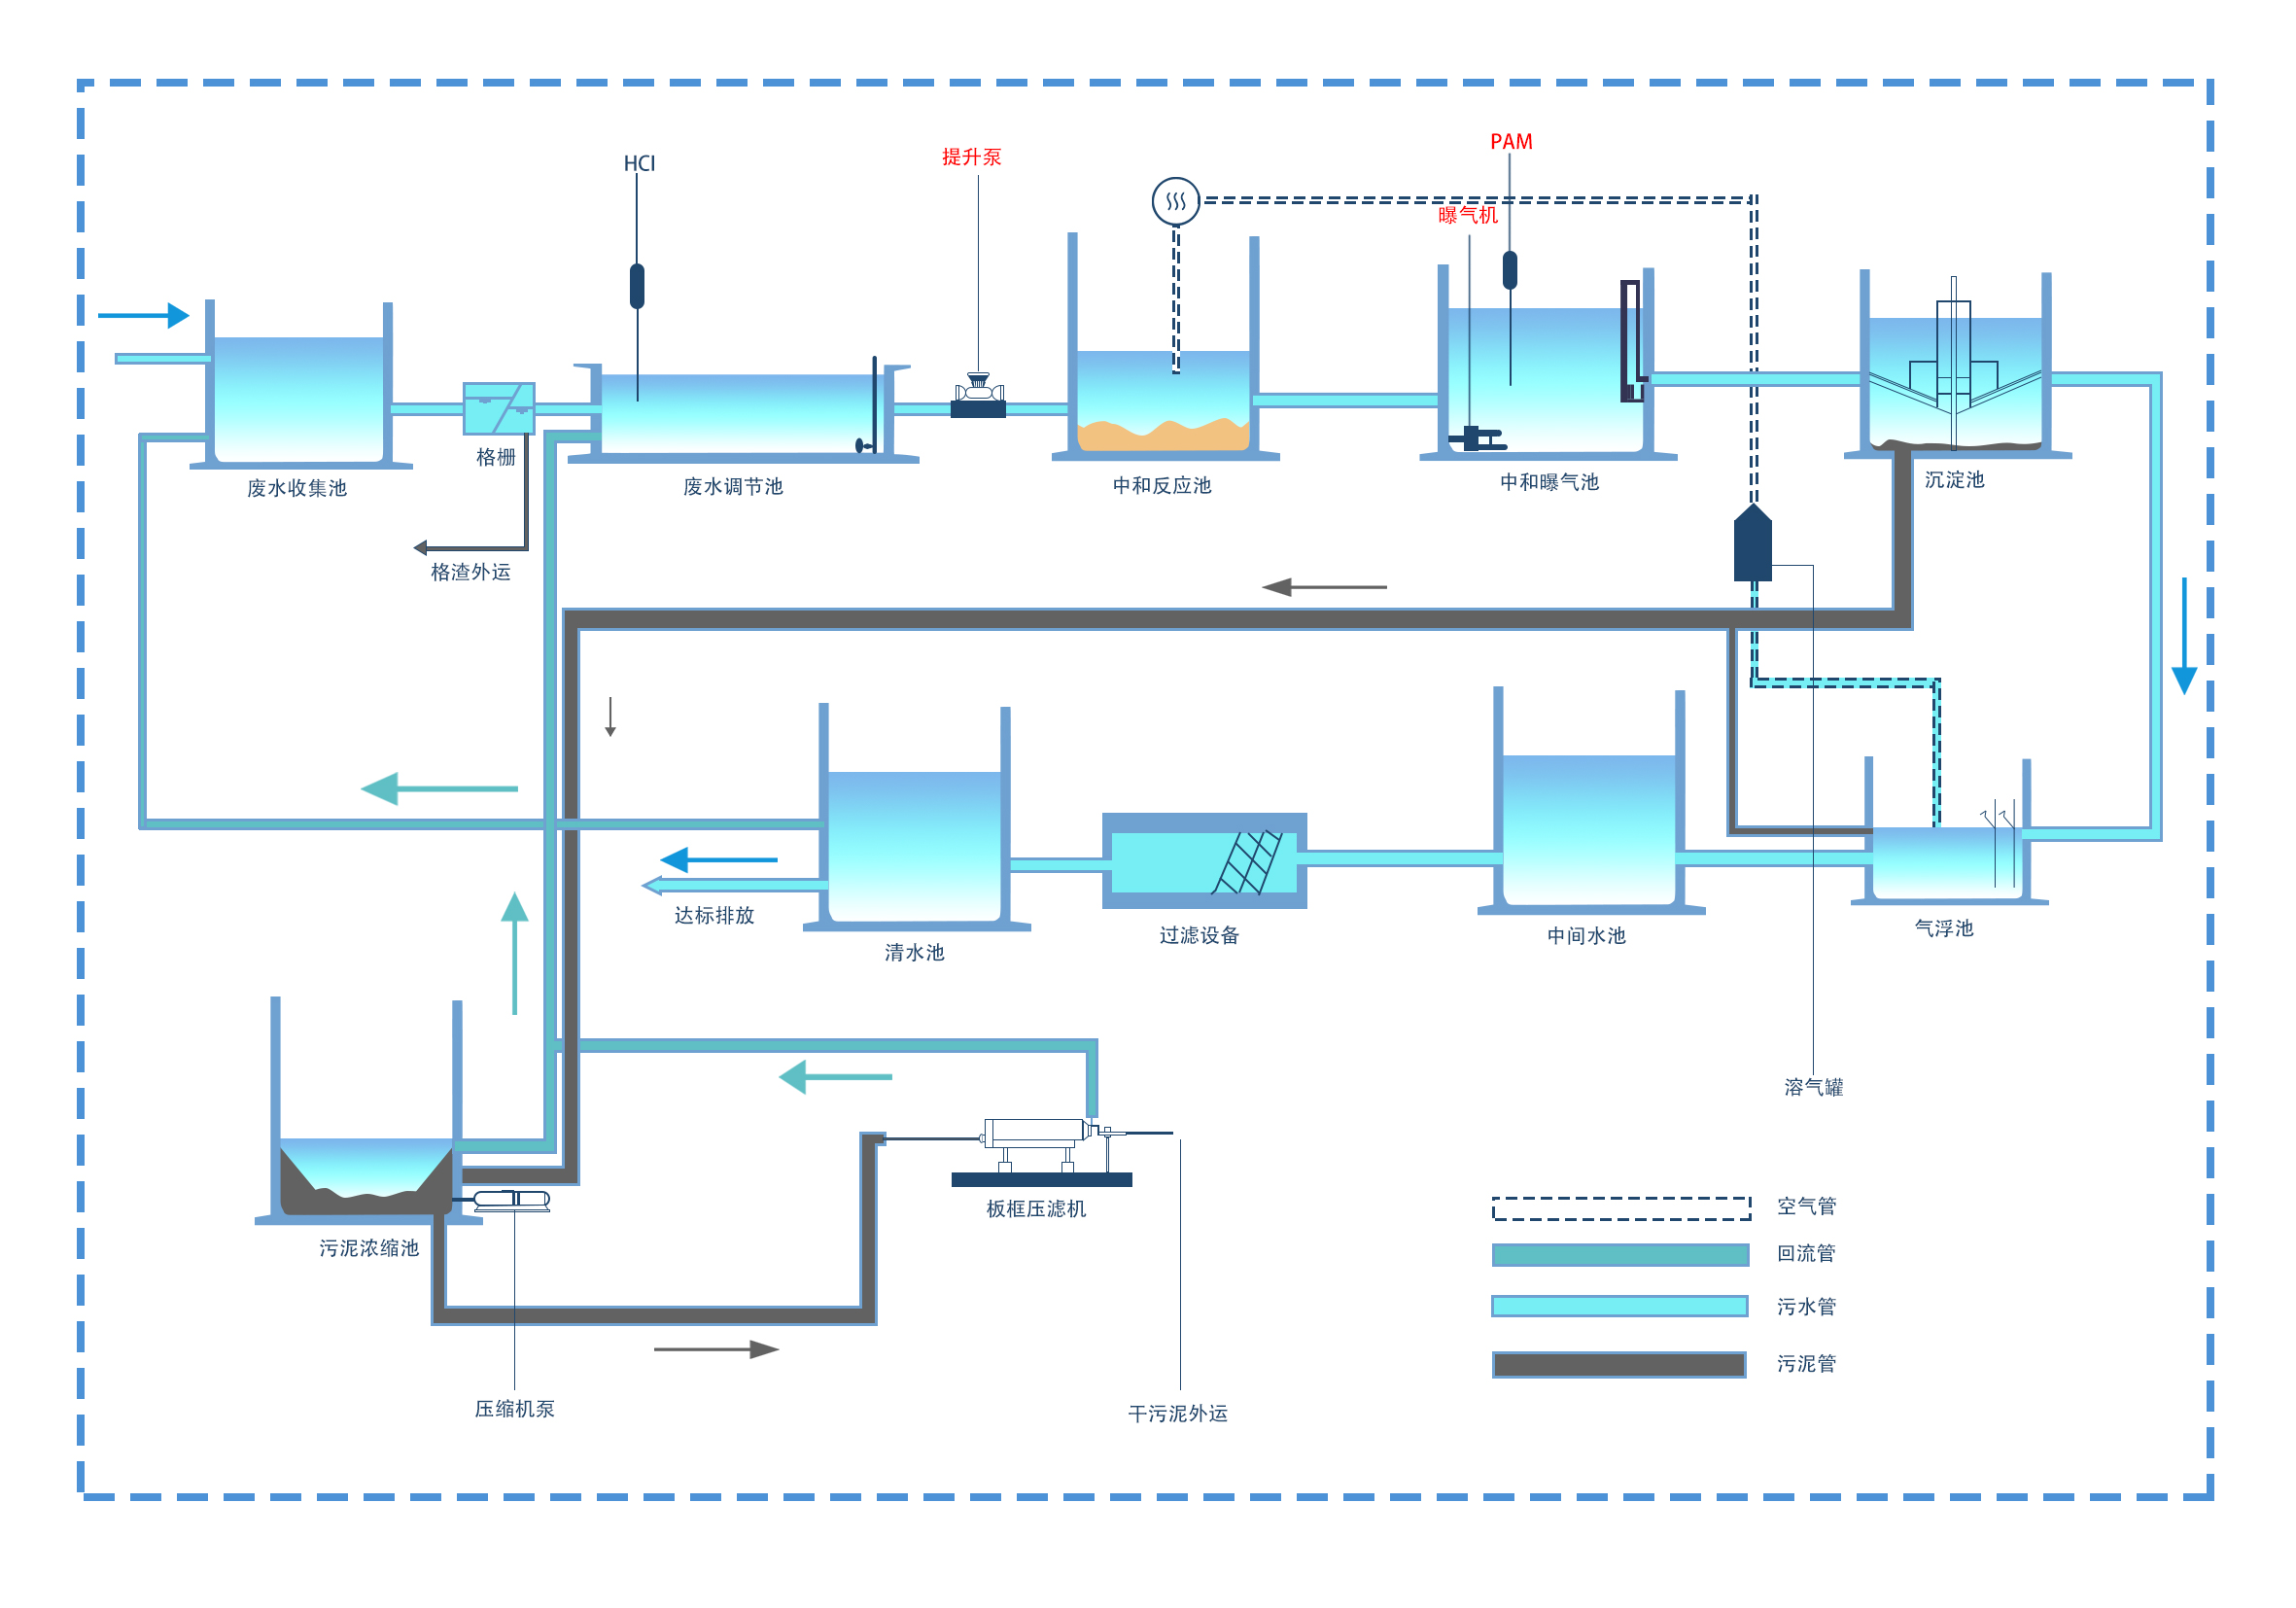 PAM
HCl
提升泵
曝气机
格栅
废水收集池
废水调节池
中和反应池
中和曝气池
沉淀池
格渣外运
达标排放
清水池
过滤设备
中间水池
气浮池
溶气罐
板框压滤机
污泥浓缩池
压缩机泵
干污泥外运
空气管
回流管
污水管
污泥管